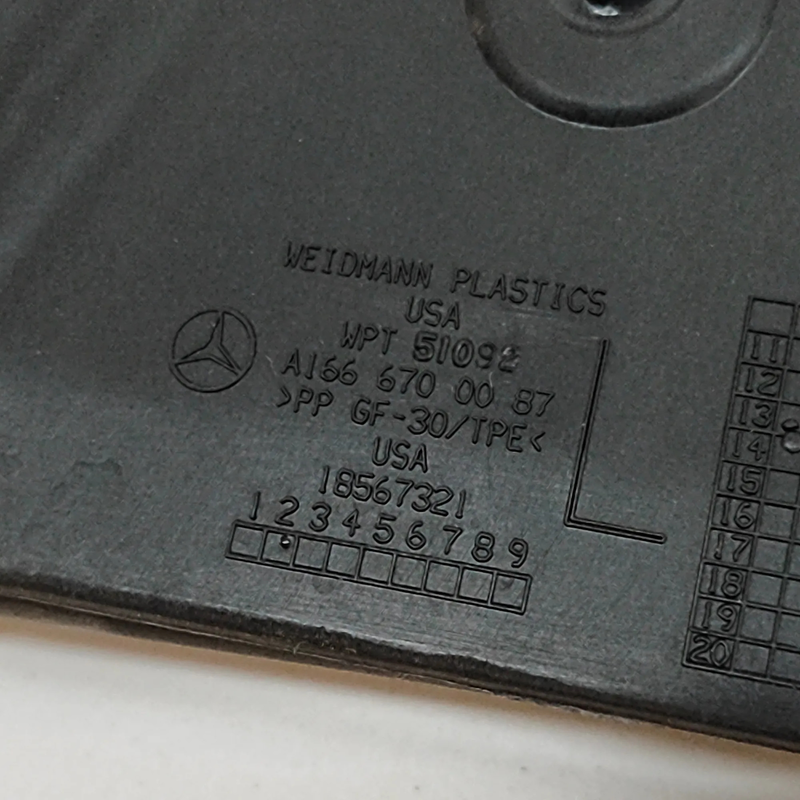 WEIDMANN PLASTICS
USA
WPT 51092
A166 670 00 87
>PP GF-30/TPE<
USA
18567321
1 2 3 4 5 6 7 8 9
L
11
12
13
14
15
16
17
18
19
20